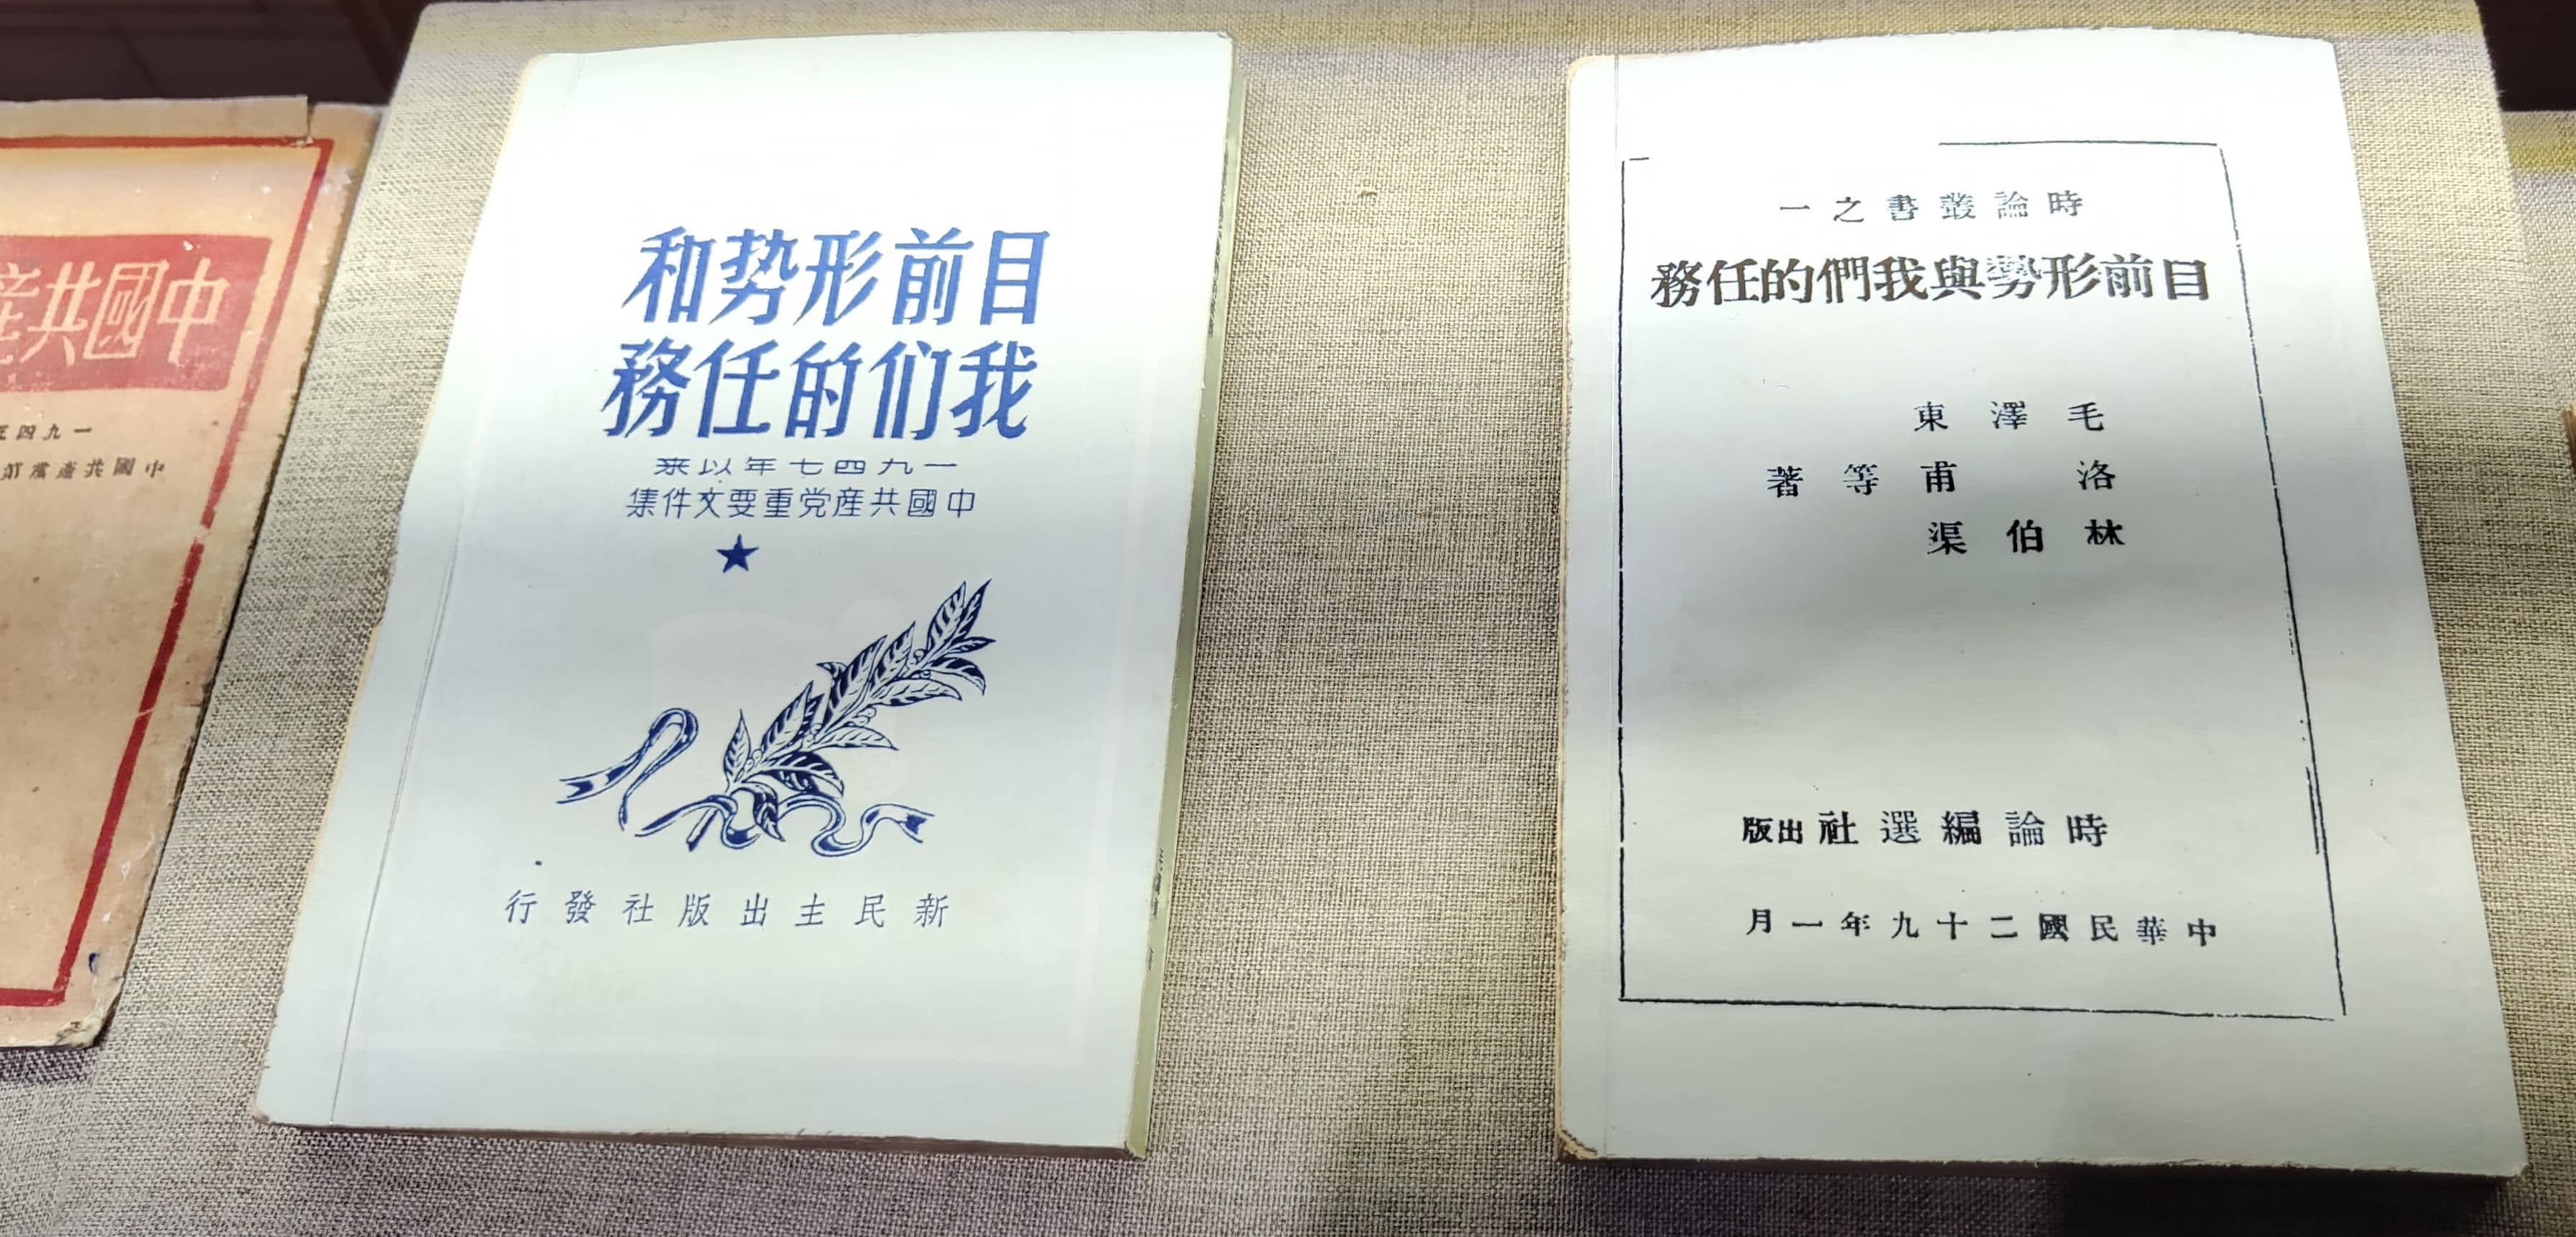 中國共産
一九四
中國共產黨第
目前形势和
我们的任務
一九四七年以来
中國共産党重要文件集
新民主出版社發行
時論叢書之一
目前形勢與我們的任務
毛澤東
洛甫等著
林伯渠
時論編選社出版
中華民國二十九年一月